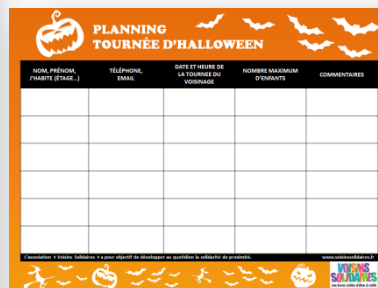 PLANNING
TOURNÉE D'HALLOWEEN
NOM, PRÉNOM,
J'HABITE (ÉTAGE...)
TÉLÉPHONE,
EMAIL
DATE ET HEURE DE
LA TOURNEE DU
VOISINAGE
NOMBRE MAXIMUM
D'ENFANTS
COMMENTAIRES
L'association « Voisins Solidaires » a pour objectif de développer au quotidien la solidarité de proximité.
www.voisinssolidaires.fr
VOISINS
SOLIDAIRES